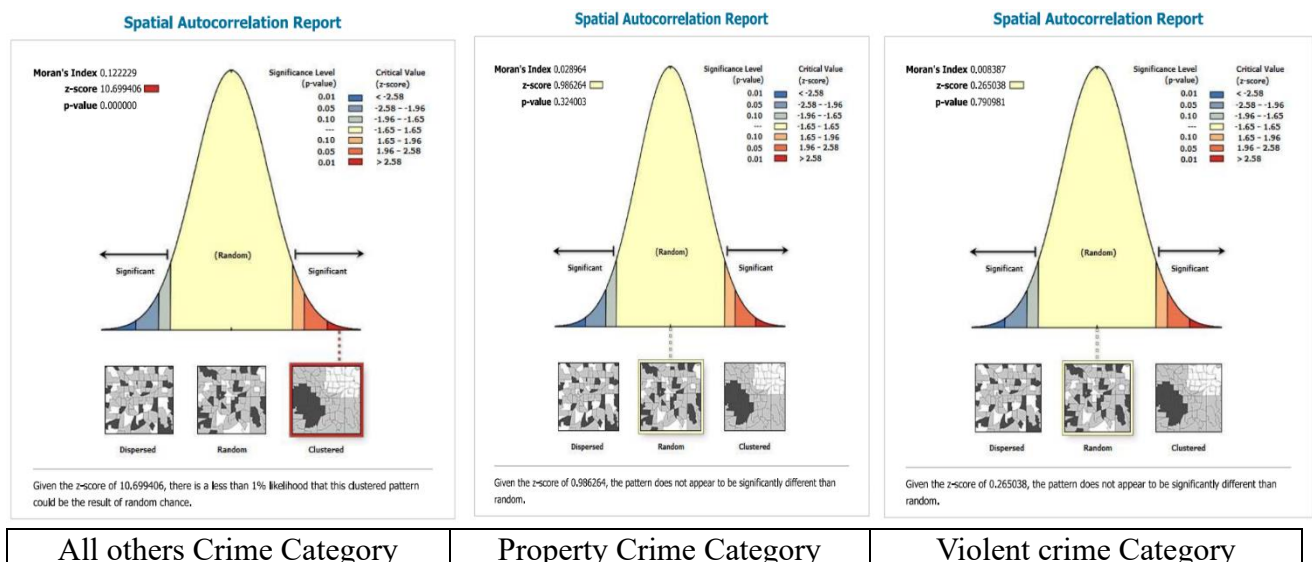 Spatial Autocorrelation Report
Moran's Index 0.122229
z-score 10.699406
p-value 0.000000
Significance Level
(p-value)
Critical Value
(z-score)
0.01 < -2.58
0.05 -2.58 – -1.96
0.10 -1.96 – -1.65
--- -1.65 – 1.65
0.10 1.65 – 1.96
0.05 1.96 – 2.58
0.01 > 2.58
(Random)
Significant
Significant
Dispersed
Random
Clustered
Given the z-score of 10.699406, there is a less than 1% likelihood that this clustered pattern
could be the result of random chance.
All others Crime Category
Spatial Autocorrelation Report
Moran's Index 0.028964
z-score 0.986264
p-value 0.324003
Significance Level
(p-value)
Critical Value
(z-score)
0.01 < -2.58
0.05 -2.58 – -1.96
0.10 -1.96 – -1.65
--- -1.65 – 1.65
0.10 1.65 – 1.96
0.05 1.96 – 2.58
0.01 > 2.58
(Random)
Significant
Significant
Dispersed
Random
Clustered
Given the z-score of 0.986264, the pattern does not appear to be significantly different than
random.
Property Crime Category
Spatial Autocorrelation Report
Moran's Index 0.008387
z-score 0.265038
p-value 0.790981
Significance Level
(p-value)
Critical Value
(z-score)
0.01 < -2.58
0.05 -2.58 – -1.96
0.10 -1.96 – -1.65
--- -1.65 – 1.65
0.10 1.65 – 1.96
0.05 1.96 – 2.58
0.01 > 2.58
(Random)
Significant
Significant
Dispersed
Random
Clustered
Given the z-score of 0.265038, the pattern does not appear to be significantly different than
random.
Violent crime Category